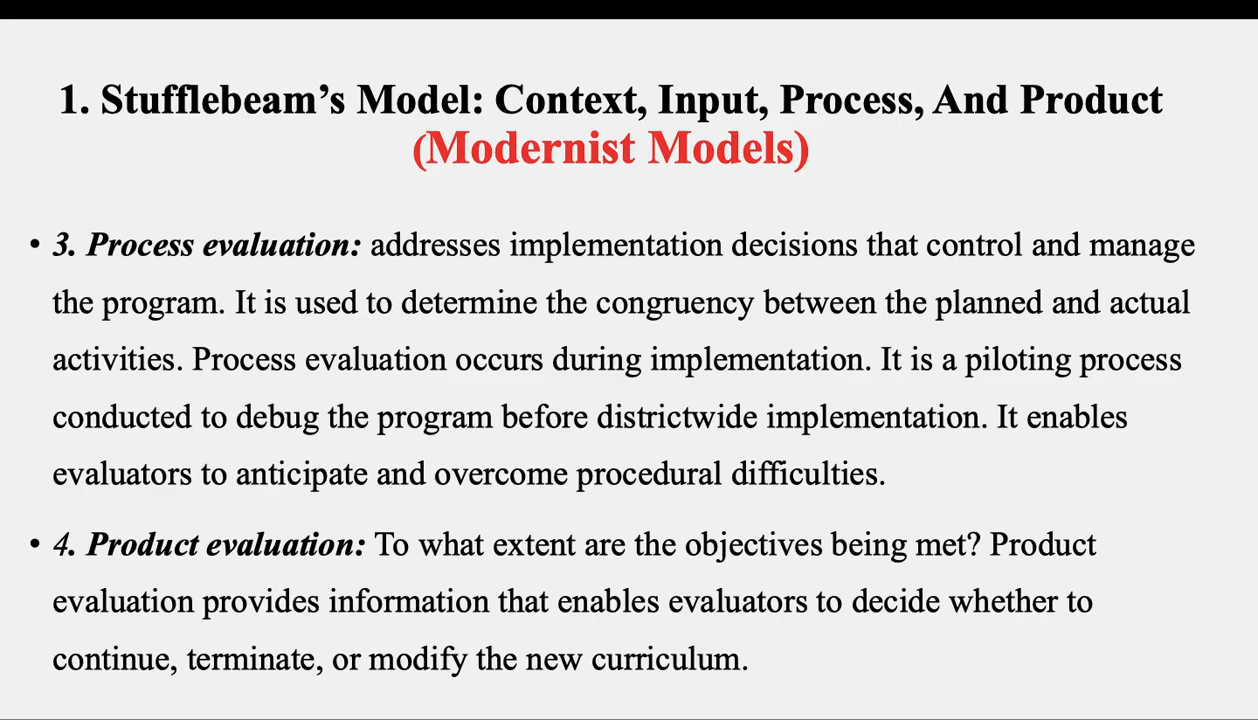 1. Stufflebeam’s Model: Context, Input, Process, And Product
(Modernist Models)
• 3. Process evaluation: addresses implementation decisions that control and manage
the program. It is used to determine the congruency between the planned and actual
activities. Process evaluation occurs during implementation. It is a piloting process
conducted to debug the program before districtwide implementation. It enables
evaluators to anticipate and overcome procedural difficulties.
• 4. Product evaluation: To what extent are the objectives being met? Product
evaluation provides information that enables evaluators to decide whether to
continue, terminate, or modify the new curriculum.